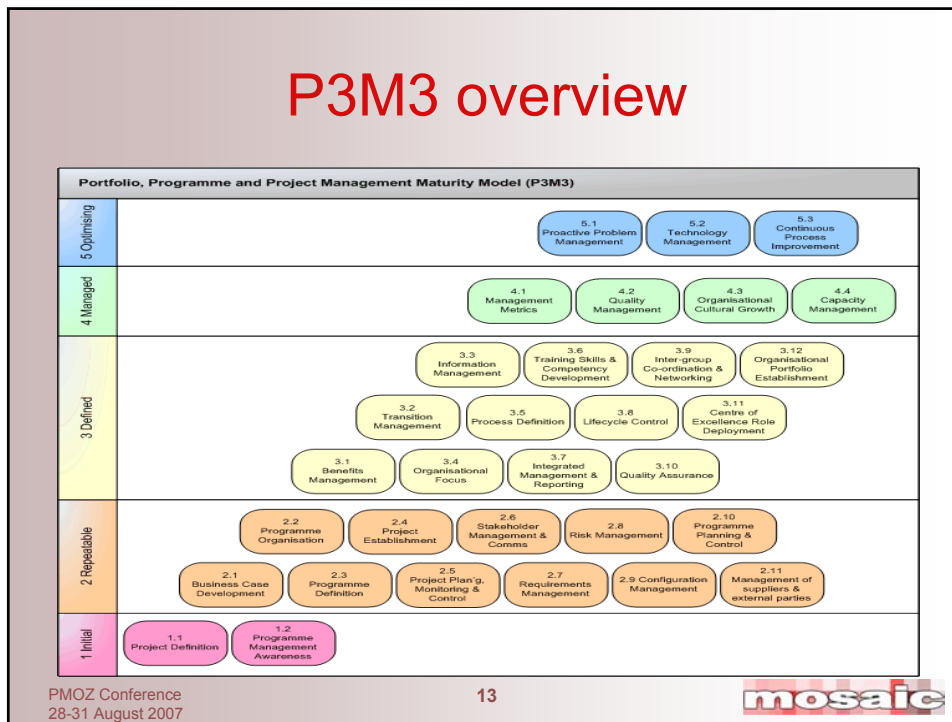 P3M3 overview
Portfolio, Programme and Project Management Maturity Model (P3M3)
5 Optimising
5.1
Proactive Problem
Management
5.2
Technology
Management
5.3
Continuous
Process
Improvement
4 Managed
4.1
Management
Metrics
4.2
Quality
Management
4.3
Organisational
Cultural Growth
4.4
Capacity
Management
3 Defined
3.3
Information
Management
3.6
Training Skills &
Competency
Development
3.9
Inter-group
Co-ordination &
Networking
3.12
Organisational
Portfolio
Establishment
3.2
Transition
Management
3.5
Process Definition
3.8
Lifecycle Control
3.11
Centre of
Excellence Role
Deployment
3.1
Benefits
Management
3.4
Organisational
Focus
3.7
Integrated
Management &
Reporting
3.10
Quality Assurance
2 Repeatable
2.2
Programme
Organisation
2.4
Project
Establishment
2.6
Stakeholder
Management &
Comms
2.8
Risk Management
2.10
Programme
Planning &
Control
2.1
Business Case
Development
2.3
Programme
Definition
2.5
Project Plan'g,
Monitoring &
Control
2.7
Requirements
Management
2.9 Configuration
Management
2.11
Management of
suppliers &
external parties
1 Initial
1.1
Project Definition
1.2
Programme
Management
Awareness
PMOZ Conference
28-31 August 2007
13
mosaic